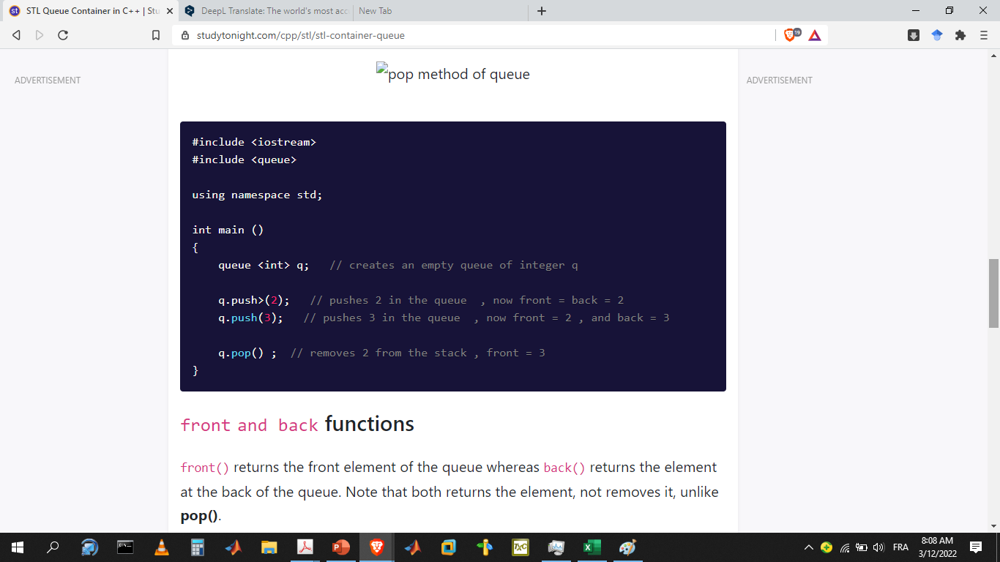 STL Queue Container in C++ | Stu
DeepL Translate: The world's most acc
New Tab
studytonight.com/cpp/stl/stl-container-queue
19
ADVERTISEMENT
ADVERTISEMENT
pop method of queue
#include <iostream>
#include <queue>
using namespace std;
int main ()
{
queue <int> q;   // creates an empty queue of integer q
q.push>(2);   // pushes 2 in the queue  , now front = back = 2
q.push(3);   // pushes 3 in the queue  , now front = 2 , and back = 3
q.pop() ;  // removes 2 from the stack , front = 3
}
front and back functions
front() returns the front element of the queue whereas back() returns the element
at the back of the queue. Note that both returns the element, not removes it, unlike
pop().
FRA
8:08 AM
3/12/2022